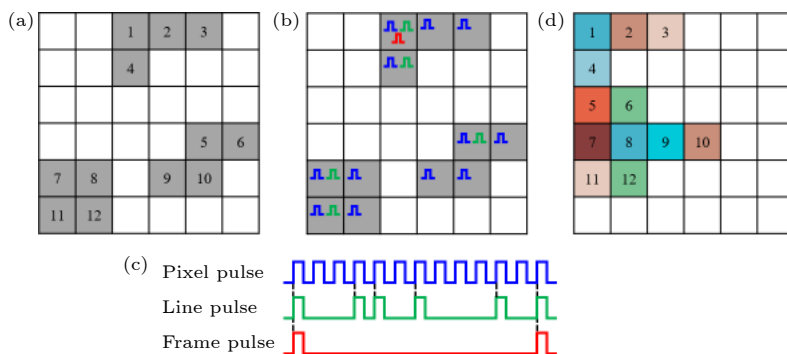 (a)
1 2 3
4
5 6
7 8 9 10
11 12
(b)
(d)
1 2 3
4
5 6
7 8 9 10
11 12
(c)
Pixel pulse
Line pulse
Frame pulse